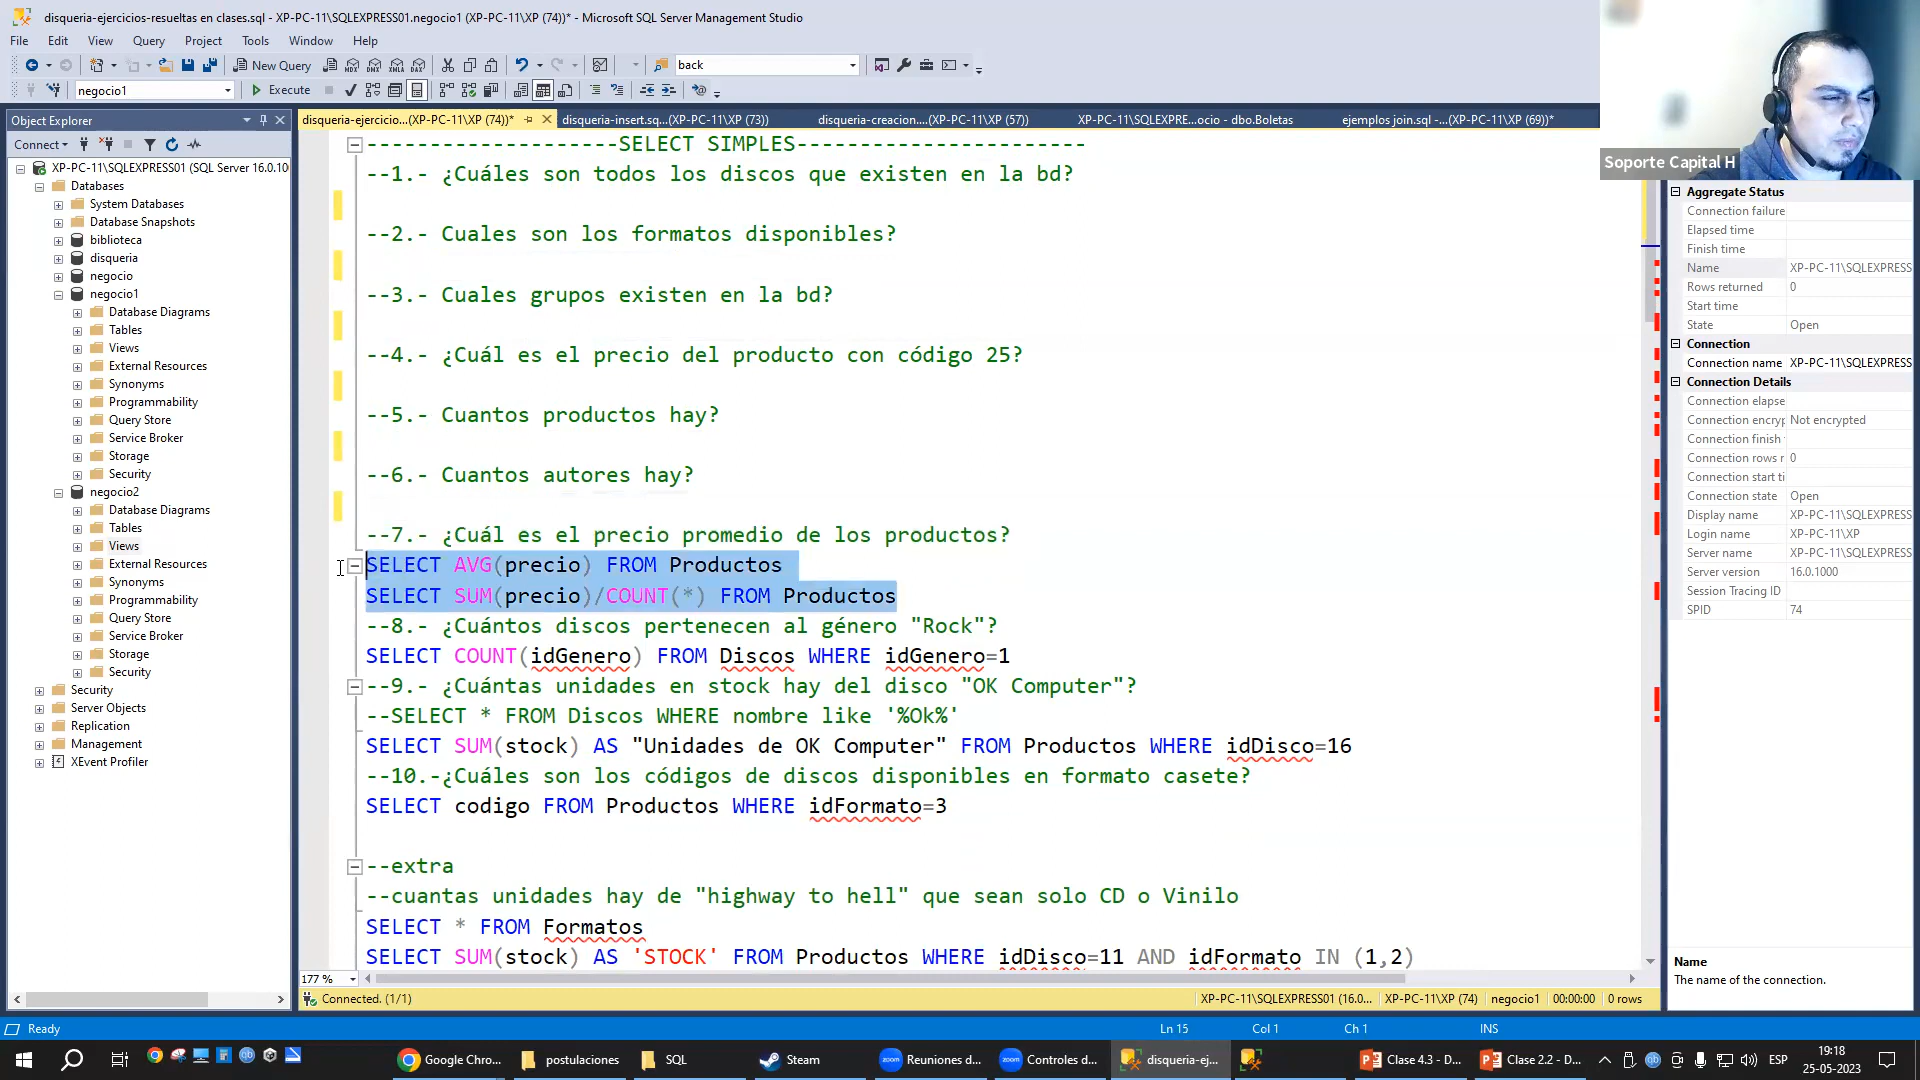 disqueria-ejercicios-resueltas en clases.sql - XP-PC-11\SQLEXPRESS01.negocio1 (XP-PC-11\XP (74))* - Microsoft SQL Server Management Studio
File Edit View Query Project Tools Window Help
New Query back
negocio1 Execute
Object Explorer
Connect
XP-PC-11\SQLEXPRESS01 (SQL Server 16.0.100
Databases
System Databases
Database Snapshots
biblioteca
disqueria
negocio
negocio1
Database Diagrams
Tables
Views
External Resources
Synonyms
Programmability
Query Store
Service Broker
Storage
Security
negocio2
Database Diagrams
Tables
Views
External Resources
Synonyms
Programmability
Query Store
Service Broker
Storage
Security
Security
Server Objects
Replication
Management
XEvent Profiler
disqueria-ejercicio...(XP-PC-11\XP (74))* disqueria-insert.sq...(XP-PC-11\XP (73)) disqueria-creacion....(XP-PC-11\XP (57)) XP-PC-11\SQLEXPRE...ocio - dbo.Boletas ejemplos join.sql -...(XP-PC-11\XP (69))*
--------------------SELECT SIMPLES-----------------------
--1.- ¿Cuáles son todos los discos que existen en la bd?
--2.- Cuales son los formatos disponibles?
--3.- Cuales grupos existen en la bd?
--4.- ¿Cuál es el precio del producto con código 25?
--5.- Cuantos productos hay?
--6.- Cuantos autores hay?
--7.- ¿Cuál es el precio promedio de los productos?
SELECT AVG(precio) FROM Productos
SELECT SUM(precio)/COUNT(*) FROM Productos
--8.- ¿Cuántos discos pertenecen al género "Rock"?
SELECT COUNT(idGenero) FROM Discos WHERE idGenero=1
--9.- ¿Cuántas unidades en stock hay del disco "OK Computer"?
--SELECT * FROM Discos WHERE nombre like '%Ok%'
SELECT SUM(stock) AS "Unidades de OK Computer" FROM Productos WHERE idDisco=16
--10.-¿Cuáles son los códigos de discos disponibles en formato casete?
SELECT codigo FROM Productos WHERE idFormato=3
--extra
--cuantas unidades hay de "highway to hell" que sean solo CD o Vinilo
SELECT * FROM Formatos
SELECT SUM(stock) AS 'STOCK' FROM Productos WHERE idDisco=11 AND idFormato IN (1,2)
177 %
Connected. (1/1) XP-PC-11\SQLEXPRESS01 (16.0... XP-PC-11\XP (74) negocio1 00:00:00 0 rows
Soporte Capital H
Aggregate Status
Connection failure
Elapsed time
Finish time
Name XP-PC-11\SQLEXPRESS
Rows returned 0
Start time
State Open
Connection
Connection name XP-PC-11\SQLEXPRESS
Connection Details
Connection elapse
Connection encryp Not encrypted
Connection finish
Connection rows r 0
Connection start ti
Connection state Open
Display name XP-PC-11\SQLEXPRESS
Login name XP-PC-11\XP
Server name XP-PC-11\SQLEXPRESS
Server version 16.0.1000
Session Tracing ID
SPID 74
Name
The name of the connection.
Ready Ln 15 Col 1 Ch 1 INS
Google Chro... postulaciones SQL Steam Reuniones d... Controles d... disqueria-ej... Clase 4.3 - D... Clase 2.2 - D... ESP
19:18
25-05-2023